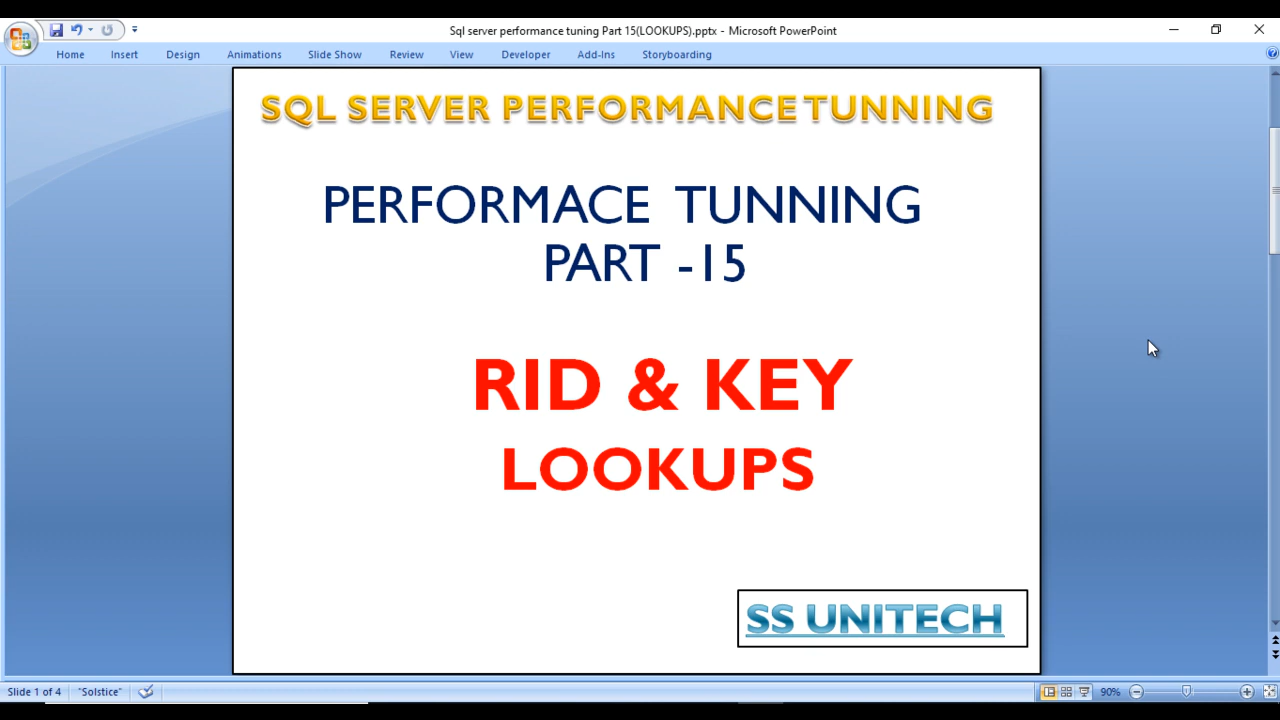 Sql server performance tuning Part 15(LOOKUPS).pptx - Microsoft PowerPoint
Home Insert Design Animations Slide Show Review View Developer Add-Ins Storyboarding
SQL SERVER PERFORMANCE TUNNING
PERFORMACE TUNNING
PART -15
RID & KEY
LOOKUPS
SS UNITECH
Slide 1 of 4 "Solstice" 90%